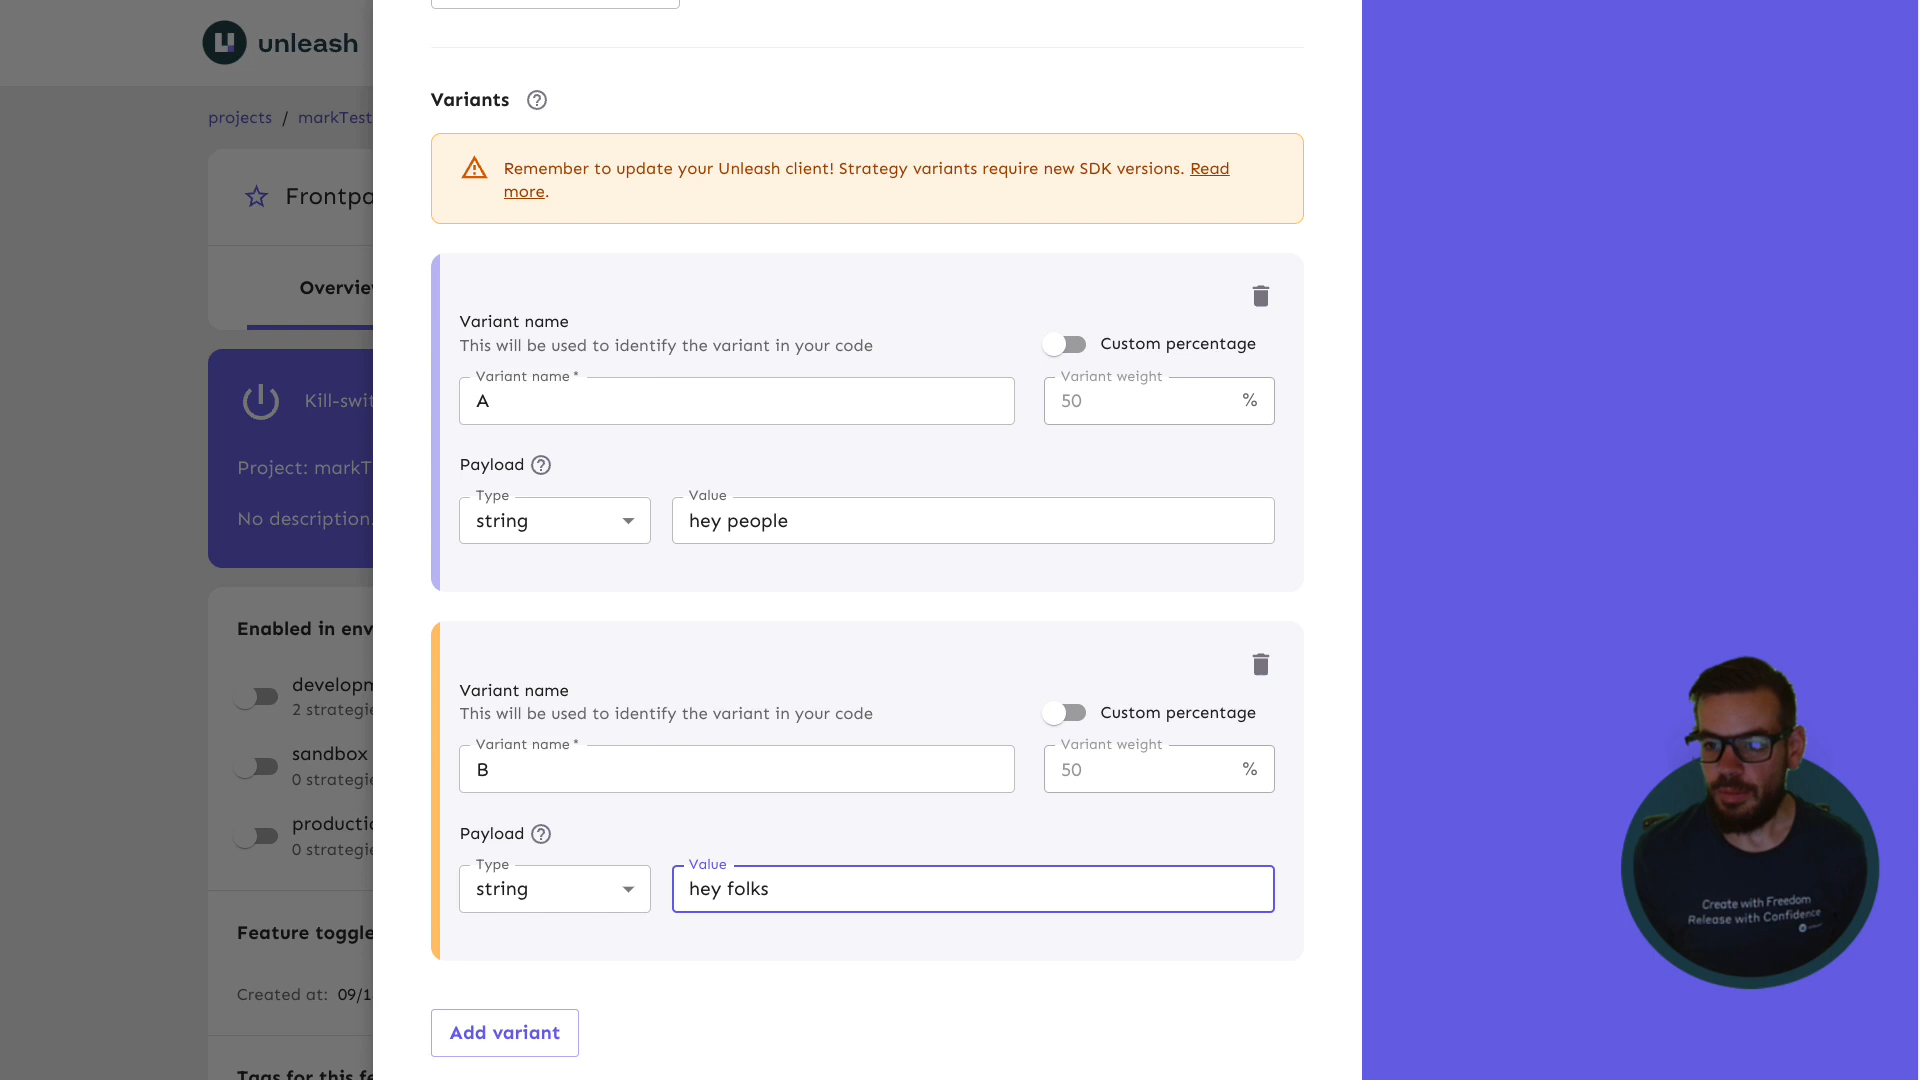 unleash
projects / markTest
Frontpa
Overvie
Kill-swit
Project: markT
No description.
Enabled in env
developm
2 strategie
sandbox
0 strategie
productio
0 strategie
Feature toggle
Created at: 09/1
Tags for this fe
Variants
Remember to update your Unleash client! Strategy variants require new SDK versions. Read
more.
Variant name
This will be used to identify the variant in your code
Custom percentage
Variant name *
A
Variant weight
50 %
Payload
Type
string
Value
hey people
Variant name
This will be used to identify the variant in your code
Custom percentage
Variant name *
B
Variant weight
50 %
Payload
Type
string
Value
hey folks
Add variant
Create with Freedom
Release with Confidence